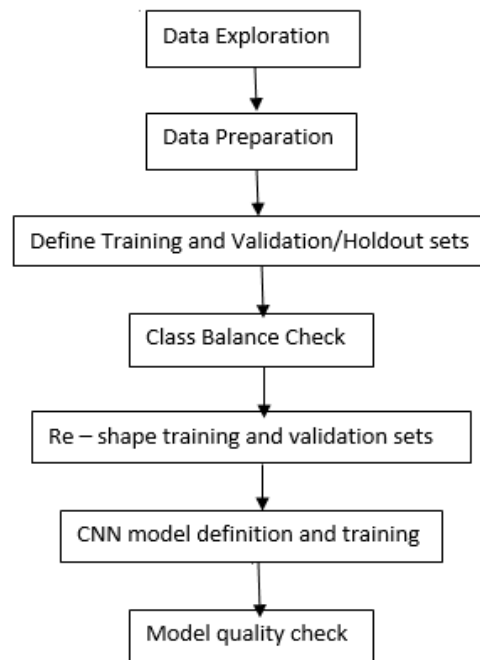 Data Exploration
Data Preparation
Define Training and Validation/Holdout sets
Class Balance Check
Re – shape training and validation sets
CNN model definition and training
Model quality check